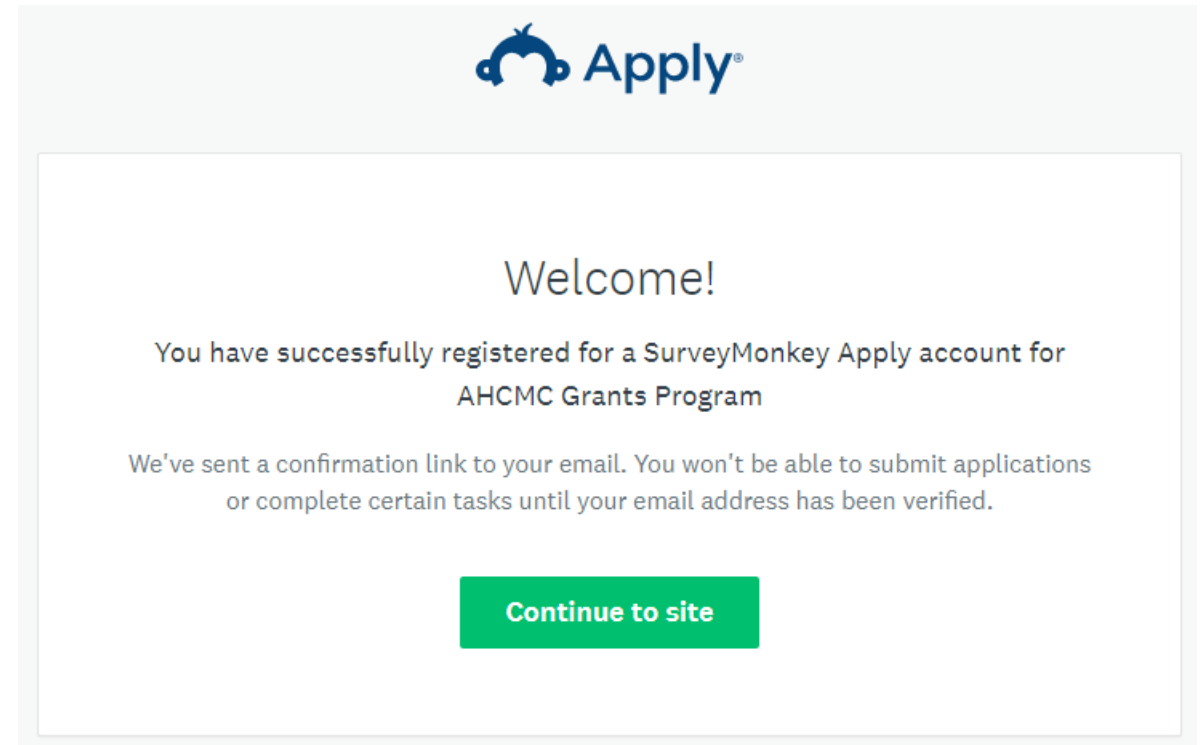 Apply®
Welcome!
You have successfully registered for a SurveyMonkey Apply account for
AHCMC Grants Program
We've sent a confirmation link to your email. You won't be able to submit applications
or complete certain tasks until your email address has been verified.
Continue to site